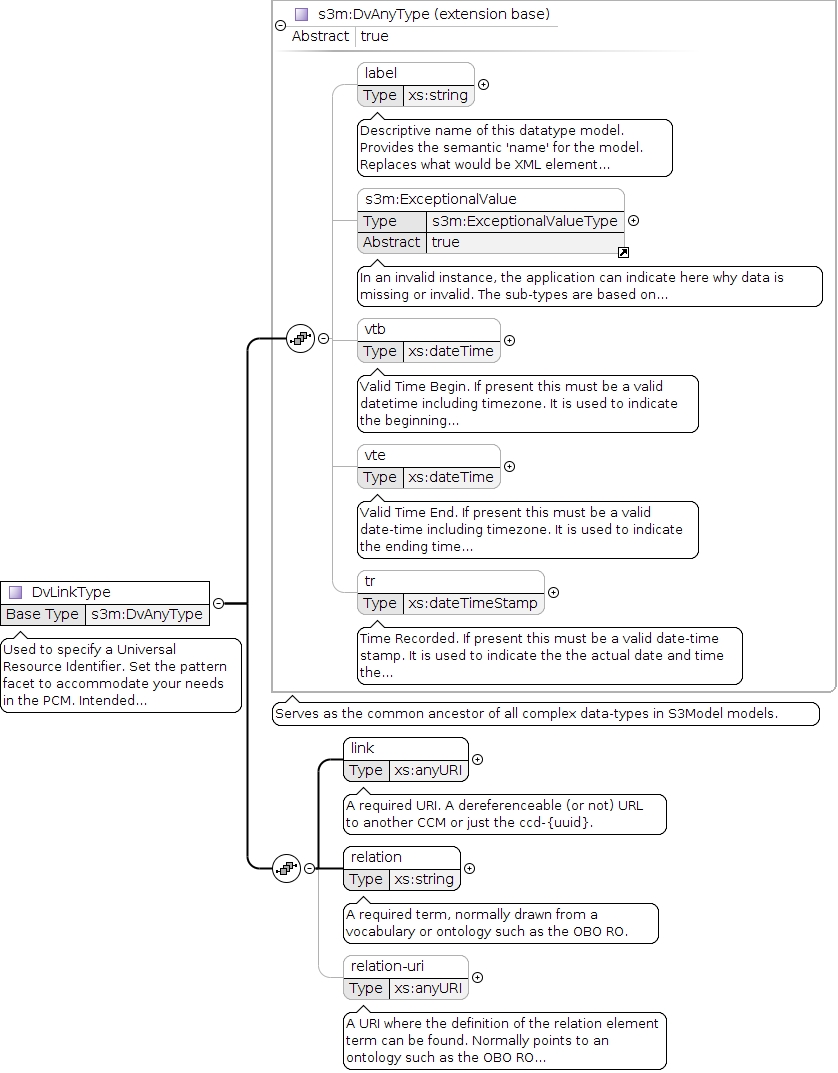 s3m:DvAnyType (extension base)
Abstract true
label
Type xs:string
Descriptive name of this datatype model.
Provides the semantic 'name' for the model.
Replaces what would be XML element...
s3m:ExceptionalValue
Type s3m:ExceptionalValueType
Abstract true
In an invalid instance, the application can indicate here why data is
missing or invalid. The sub-types are based on...
vtb
Type xs:dateTime
Valid Time Begin. If present this must be a valid
datetime including timezone. It is used to indicate
the beginning...
vte
Type xs:dateTime
Valid Time End. If present this must be a valid
date-time including timezone. It is used to indicate
the ending time...
tr
Type xs:dateTimeStamp
Time Recorded. If present this must be a valid date-time
stamp. It is used to indicate the the actual date and time
the...
DvLinkType
Base Type s3m:DvAnyType
Used to specify a Universal
Resource Identifier. Set the pattern
facet to accommodate your needs
in the PCM. Intended...
Serves as the common ancestor of all complex data-types in S3Model models.
link
Type xs:anyURI
A required URI. A dereferenceable (or not) URL
to another CCM or just the ccd-{uuid}.
relation
Type xs:string
A required term, normally drawn from a
vocabulary or ontology such as the OBO RO.
relation-uri
Type xs:anyURI
A URI where the definition of the relation element
term can be found. Normally points to an
ontology such as the OBO RO...